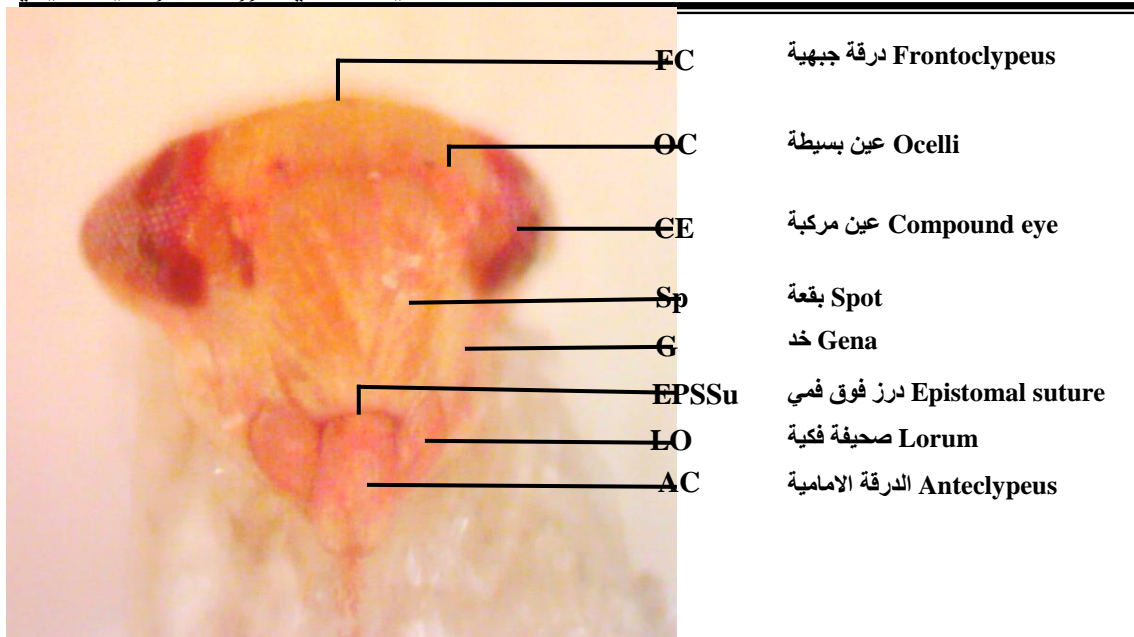 FC درقة جبهية Frontoclypeus
OC عين بسيطة Ocelli
CE عين مركبة Compound eye
Sp بقعة Spot
G خد Gena
EPSSu درز فوق فمي Epistomal suture
LO صحيفة فكية Lorum
AC الدرقة الامامية Anteclypeus